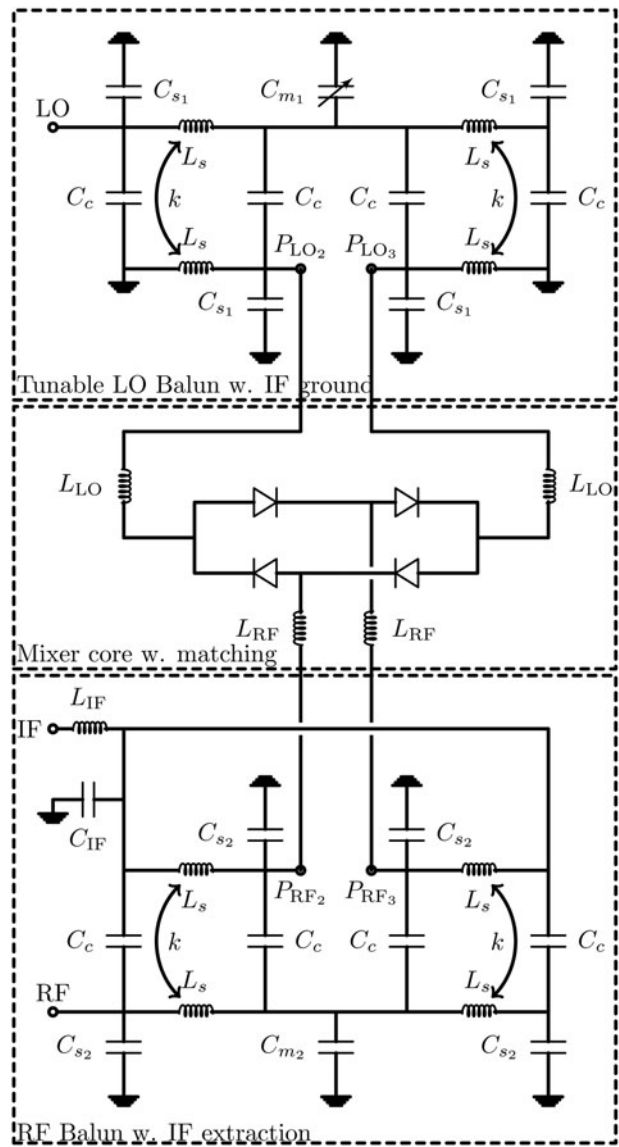 C_{s_1} C_{m_1} C_{s_1}
LO
L_s L_s
C_c k C_c C_c k C_c
L_s P_{LO_2} P_{LO_3} L_s
C_{s_1} C_{s_1}
Tunable LO Balun w. IF ground
L_{LO} L_{LO}
L_{RF} L_{RF}
Mixer core w. matching
L_{IF}
IF
C_{IF} C_{s_2} C_{s_2}
L_s P_{RF_2} P_{RF_3} L_s
C_c k C_c C_c k C_c
L_s L_s
RF
C_{s_2} C_{m_2} C_{s_2}
RF Balun w. IF extraction